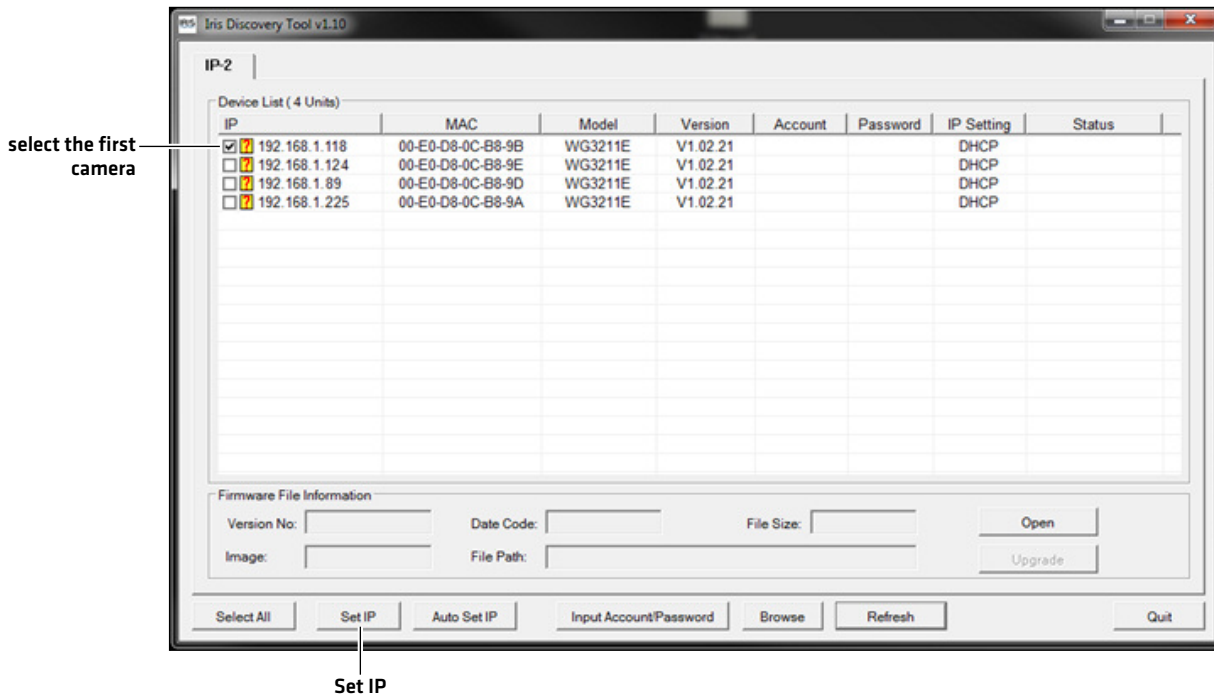 Iris Discovery Tool v1.10
IP-2
Device List ( 4 Units)
IP MAC Model Version Account Password IP Setting Status
select the first
camera
192.168.1.118 00-E0-D8-0C-B8-9B WG3211E V1.02.21 DHCP
192.168.1.124 00-E0-D8-0C-B8-9E WG3211E V1.02.21 DHCP
192.168.1.89 00-E0-D8-0C-B8-9D WG3211E V1.02.21 DHCP
192.168.1.225 00-E0-D8-0C-B8-9A WG3211E V1.02.21 DHCP
Firmware File Information
Version No: Date Code: File Size: Open
Image: File Path: Upgrade
Select All Set IP Auto Set IP Input Account/Password Browse Refresh Quit
Set IP